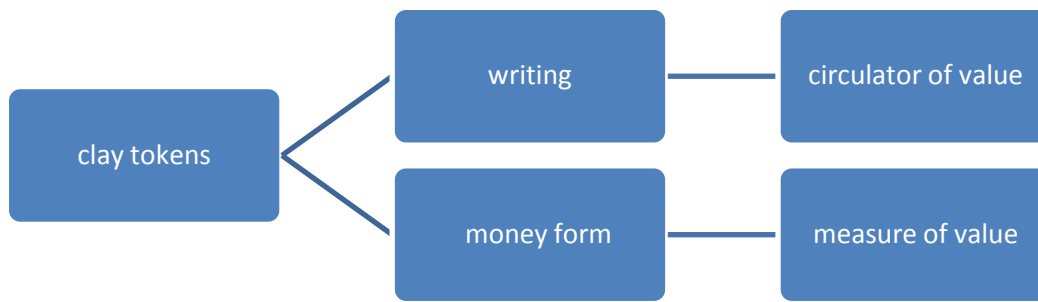 clay tokens
writing
circulator of value
money form
measure of value